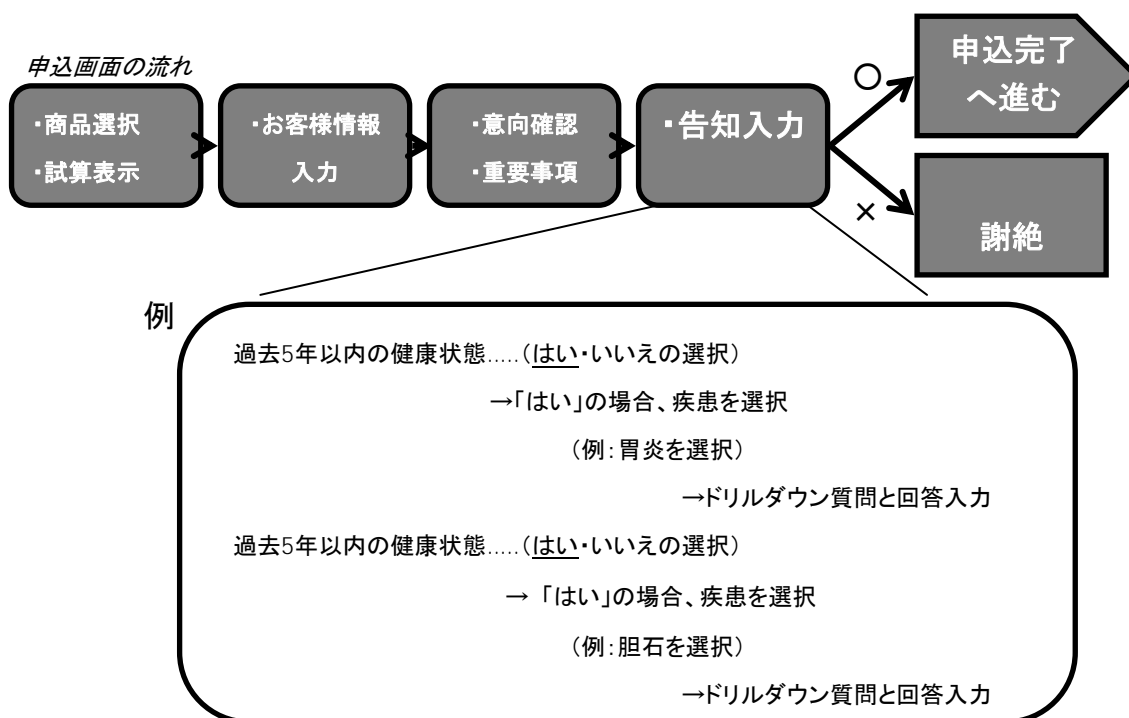 申込画面の流れ
・商品選択
・試算表示
・お客様情報
入力
・意向確認
・重要事項
・告知入力
○
×
申込完了
へ進む
謝絶
例
過去5年以内の健康状態.....(はい・いいえの選択)
→「はい」の場合、疾患を選択
(例:胃炎を選択)
→ドリルダウン質問と回答入力
過去5年以内の健康状態.....(はい・いいえの選択)
→ 「はい」の場合、疾患を選択
(例:胆石を選択)
→ドリルダウン質問と回答入力